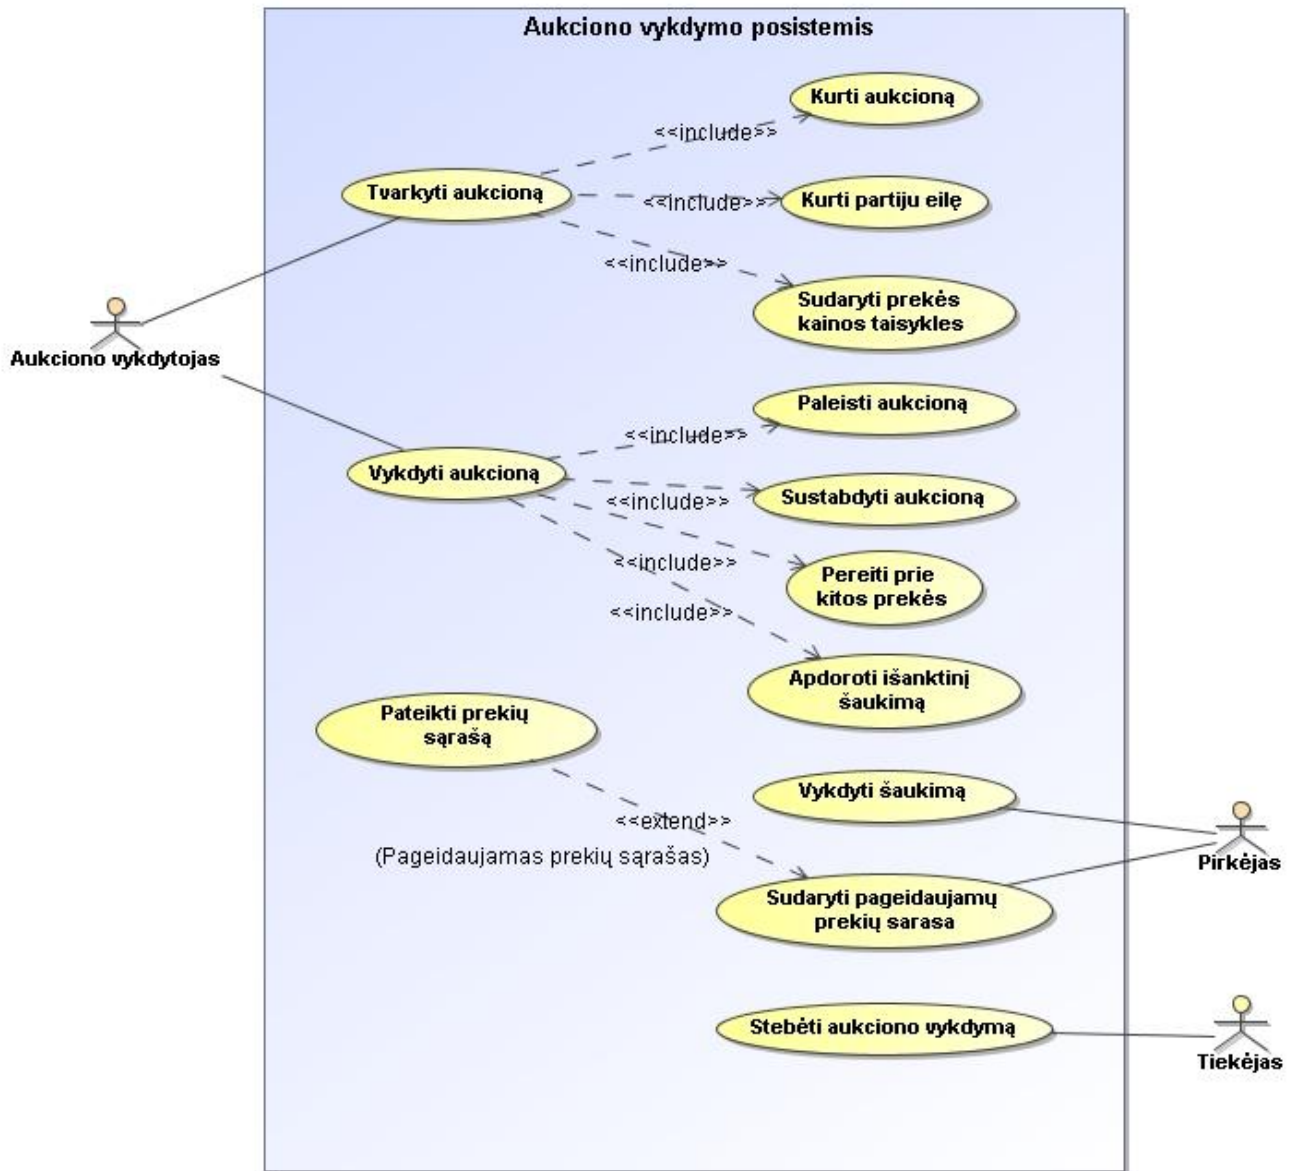 Aukciono vykdymo posistemis
Kurti aukcioną
<<include>>
Tvarkyti aukcioną
Kurti partiju eilę
<<include>>
<<include>>
Sudaryti prekės
kainos taisykles
Aukciono vykdytojas
Paleisti aukcioną
<<include>>
Vykdyti aukcioną
Sustabdyti aukcioną
<<include>>
<<include>>
Pereiti prie
kitos prekės
<<include>>
Apdoroti išanktinį
šaukimą
Pateikti prekių
sąrašą
Vykdyti šaukimą
<<extend>>
(Pageidaujamas prekių sąrašas)
Pirkėjas
Sudaryti pageidaujamų
prekių sarasa
Stebėti aukciono vykdymą
Tiekėjas